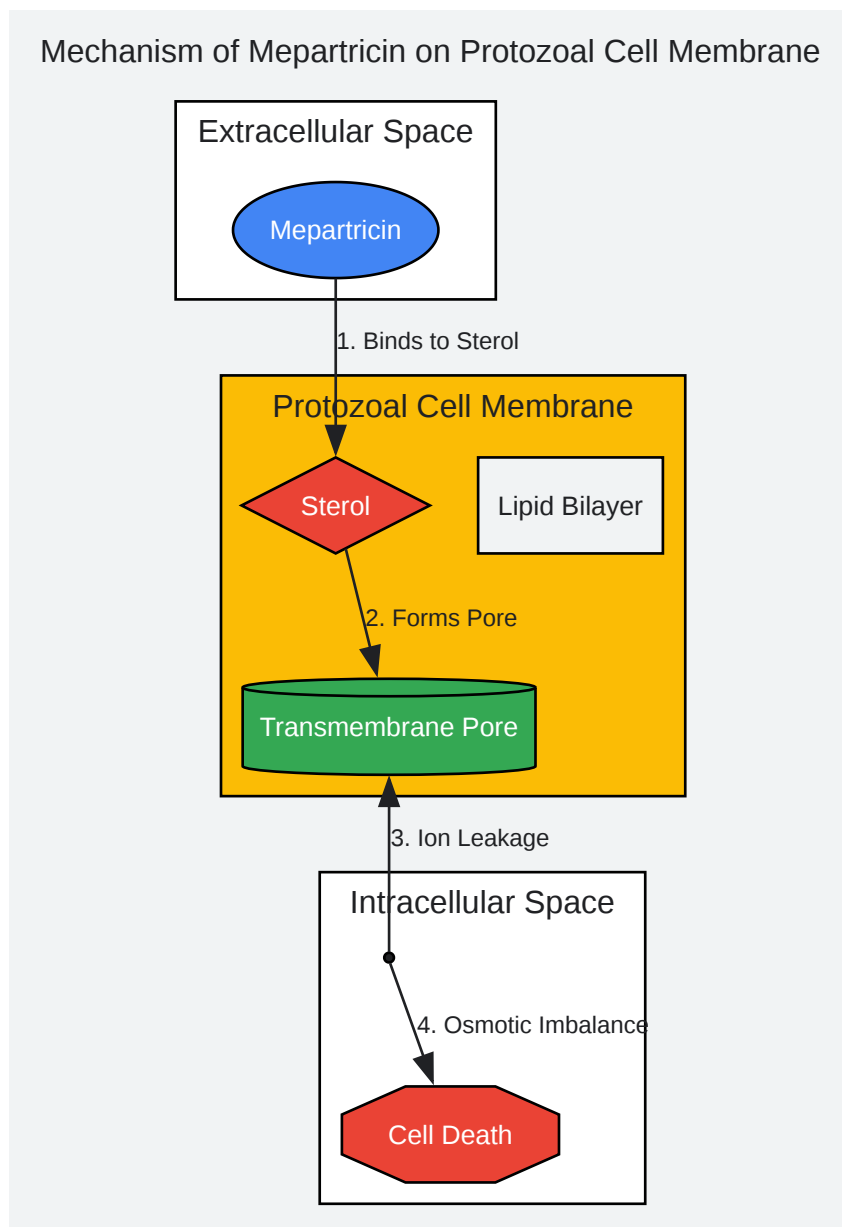 Mechanism of Mepartricin on Protozoal Cell Membrane
Extracellular Space
Mepartricin
1. Binds to Sterol
Protozoal Cell Membrane
Sterol
Lipid Bilayer
2. Forms Pore
Transmembrane Pore
3. Ion Leakage
Intracellular Space
4. Osmotic Imbalance
Cell Death